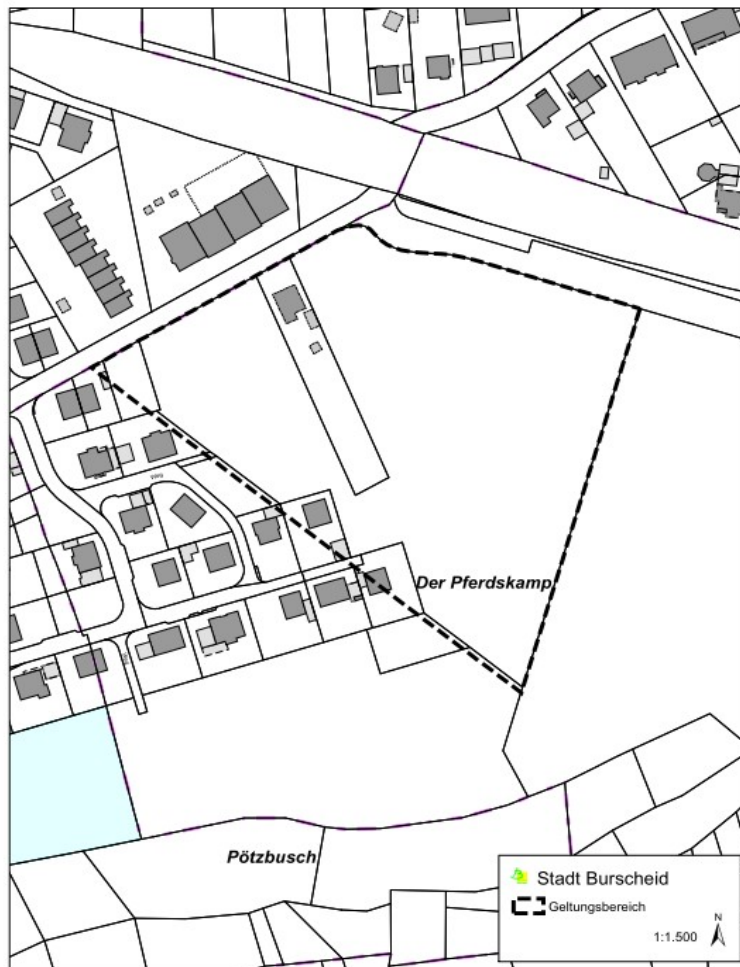 Der Pferdskamp
Pötzbusch
Stadt Burscheid
Geltungsbereich
N
1:1.500